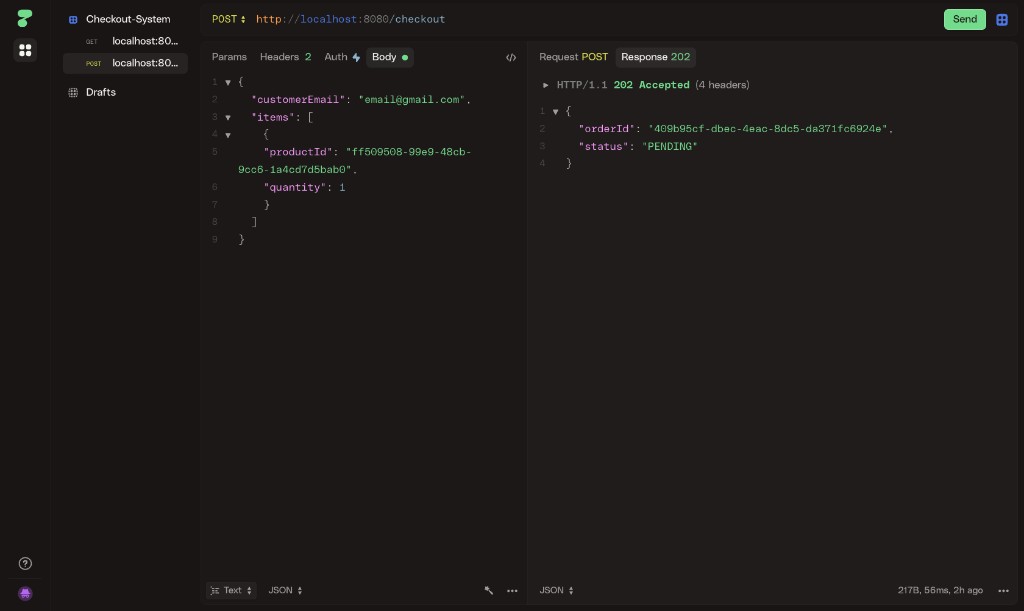 Checkout-System
GET localhost:80...
POST localhost:80...
Drafts
POST http://localhost:8080/checkout
Send
Params Headers 2 Auth Body
1 {
2 "customerEmail": "email@gmail.com",
3 "items": [
4 {
5 "productId": "ff509508-99e9-48cb-
9cc6-1a4cd7d5bab0",
6 "quantity": 1
7 }
8 ]
9 }
Text JSON
Request POST Response 202
HTTP/1.1 202 Accepted (4 headers)
1 {
2 "orderId": "409b95cf-dbec-4eac-8dc5-da371fc6924e",
3 "status": "PENDING"
4 }
JSON 217B, 56ms, 2h ago